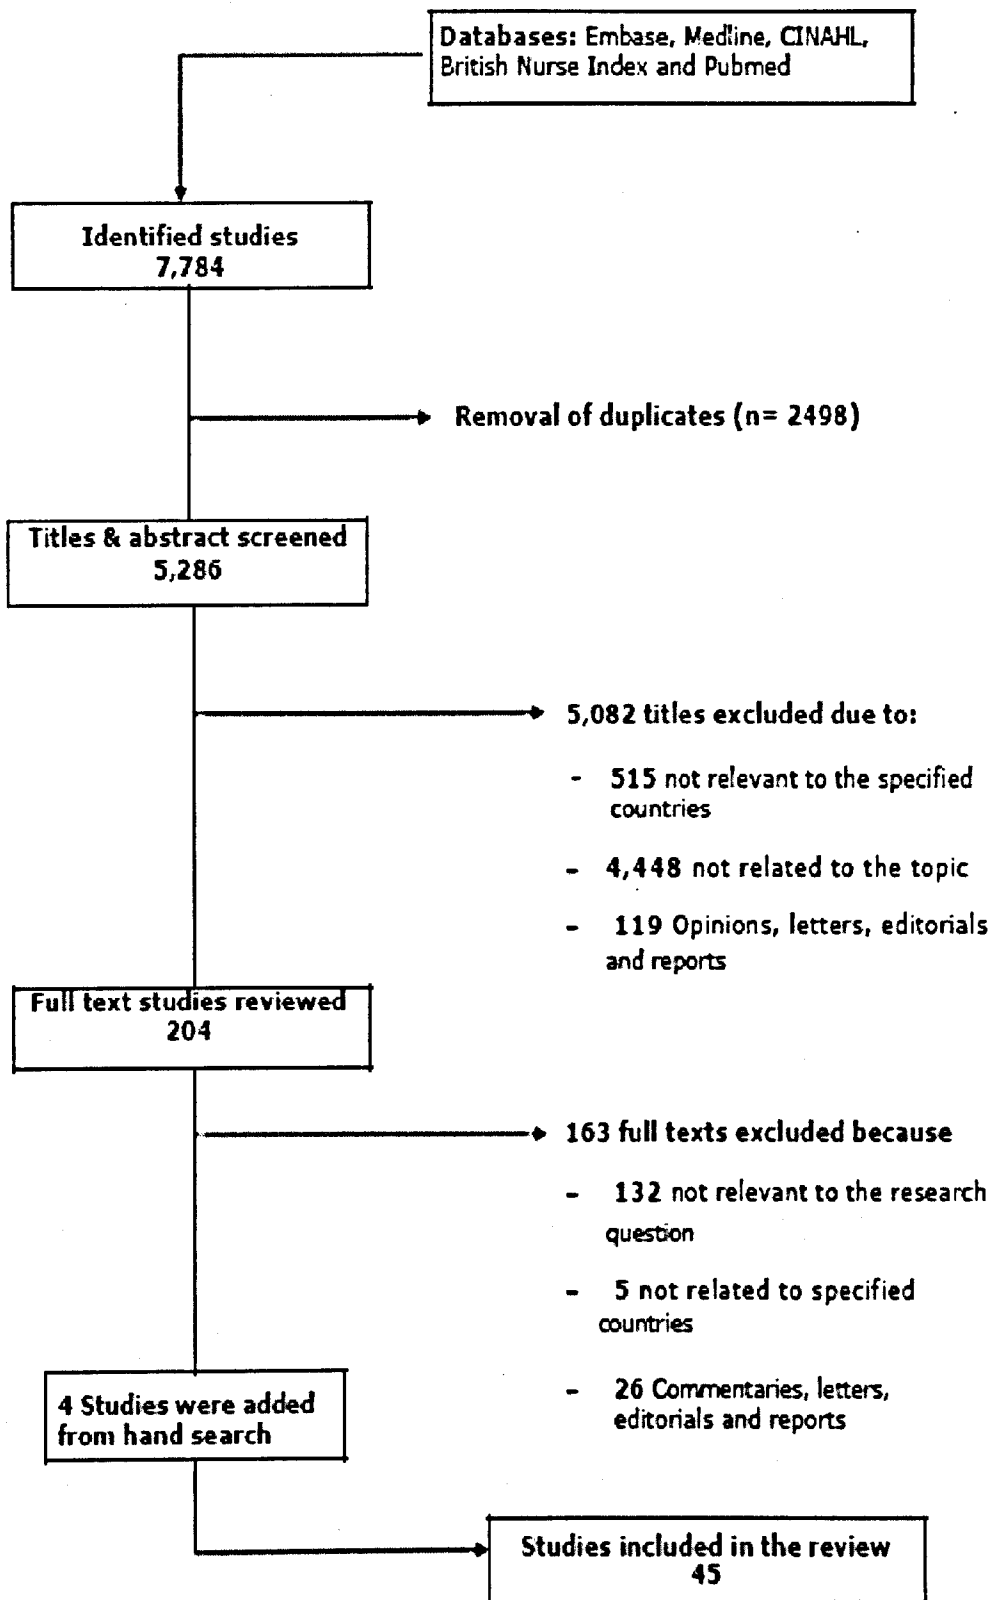 Databases: Embase, Medline, CINAHL,
British Nurse Index and Pubmed
Identified studies
7,784
Removal of duplicates (n= 2498)
Titles & abstract screened
5,286
5,082 titles excluded due to:
- 515 not relevant to the specified
countries
- 4,448 not related to the topic
- 119 Opinions, letters, editorials
and reports
Full text studies reviewed
204
163 full texts excluded because
- 132 not relevant to the research
question
- 5 not related to specified
countries
- 26 Commentaries, letters,
editorials and reports
4 Studies were added
from hand search
Studies included in the review
45